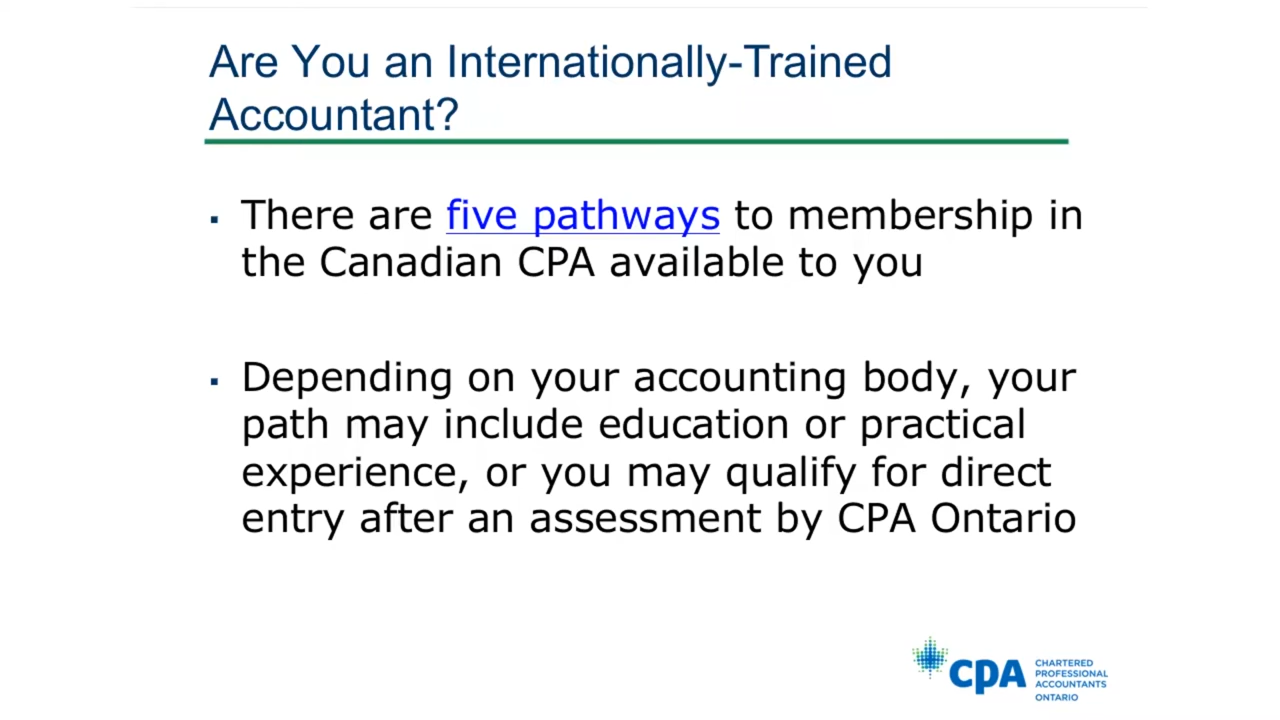 Are You an Internationally-Trained
Accountant?
▪ There are five pathways to membership in
the Canadian CPA available to you
▪ Depending on your accounting body, your
path may include education or practical
experience, or you may qualify for direct
entry after an assessment by CPA Ontario
CPA
CHARTERED
PROFESSIONAL
ACCOUNTANTS
ONTARIO